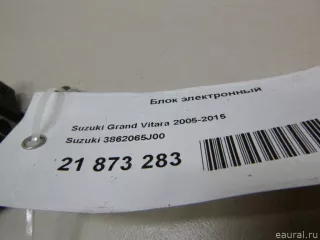 Блок электронный
Suzuki Grand Vitara 2005-2015
Suzuki 3862065J00
21 873 283
eaural.ru